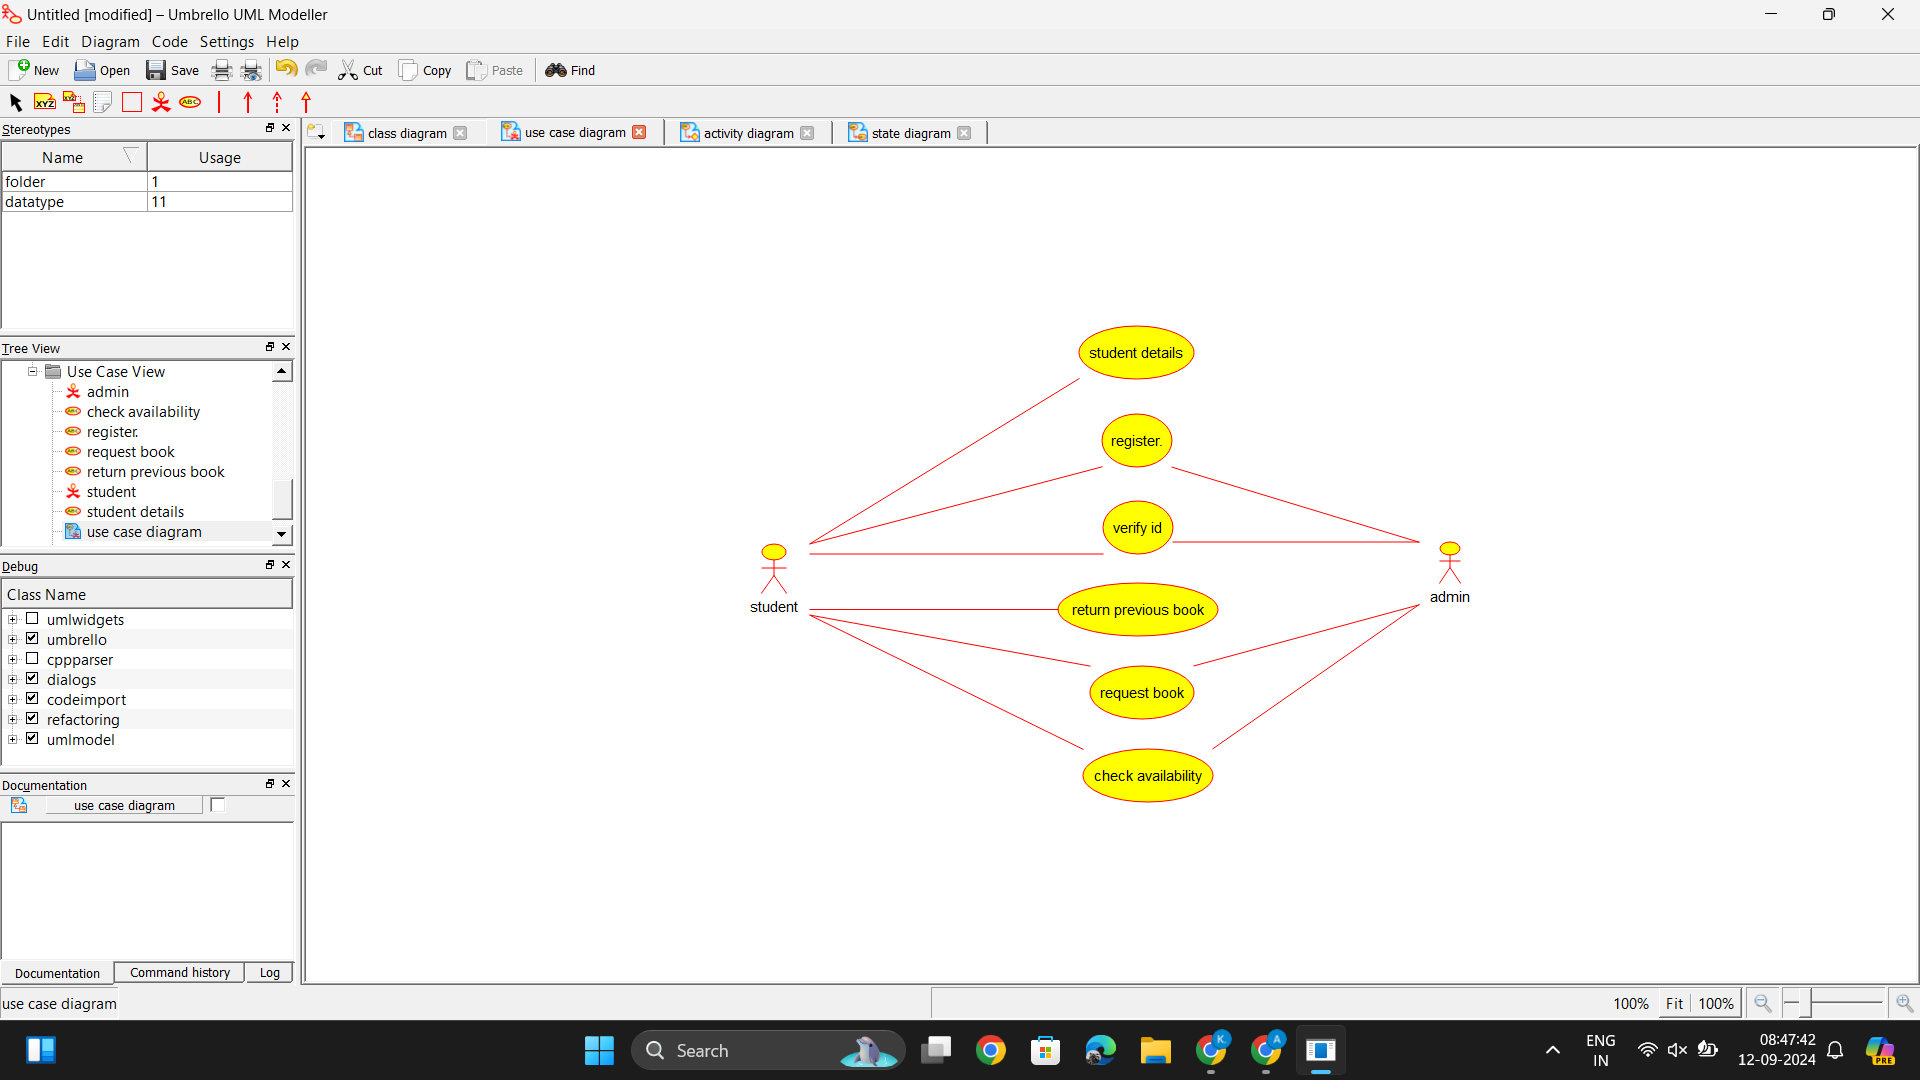 Untitled [modified] – Umbrello UML Modeller
File Edit Diagram Code Settings Help
New Open Save Cut Copy Paste Find
XYZ XYZ ABC
Stereotypes
class diagram use case diagram activity diagram state diagram
Name Usage
folder 1
datatype 11
Tree View
Use Case View
admin
check availability
register.
request book
return previous book
student
student details
use case diagram
Debug
Class Name
umlwidgets
umbrello
cppparser
dialogs
codeimport
refactoring
umlmodel
Documentation
use case diagram
Documentation Command history Log
student details
register.
verify id
student
admin
return previous book
request book
check availability
use case diagram
100% Fit 100%
Search
K
A
ENG
IN
08:47:42
12-09-2024
PRE